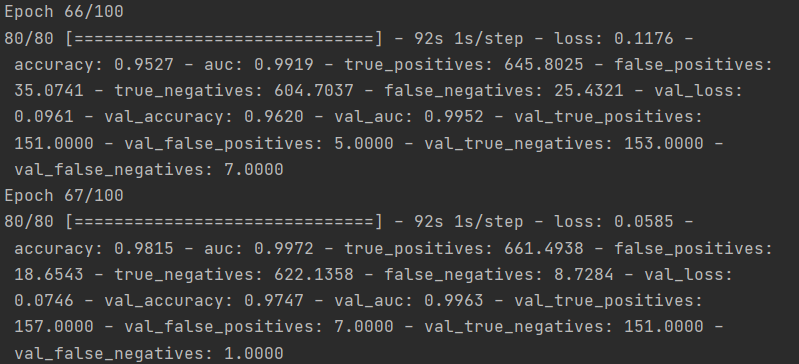 Epoch 66/100
80/80 [==============================] - 92s 1s/step - loss: 0.1176 -
accuracy: 0.9527 - auc: 0.9919 - true_positives: 645.8025 - false_positives:
35.0741 - true_negatives: 604.7037 - false_negatives: 25.4321 - val_loss:
0.0961 - val_accuracy: 0.9620 - val_auc: 0.9952 - val_true_positives:
151.0000 - val_false_positives: 5.0000 - val_true_negatives: 153.0000 -
val_false_negatives: 7.0000
Epoch 67/100
80/80 [==============================] - 92s 1s/step - loss: 0.0585 -
accuracy: 0.9815 - auc: 0.9972 - true_positives: 661.4938 - false_positives:
18.6543 - true_negatives: 622.1358 - false_negatives: 8.7284 - val_loss:
0.0746 - val_accuracy: 0.9747 - val_auc: 0.9963 - val_true_positives:
157.0000 - val_false_positives: 7.0000 - val_true_negatives: 151.0000 -
val_false_negatives: 1.0000